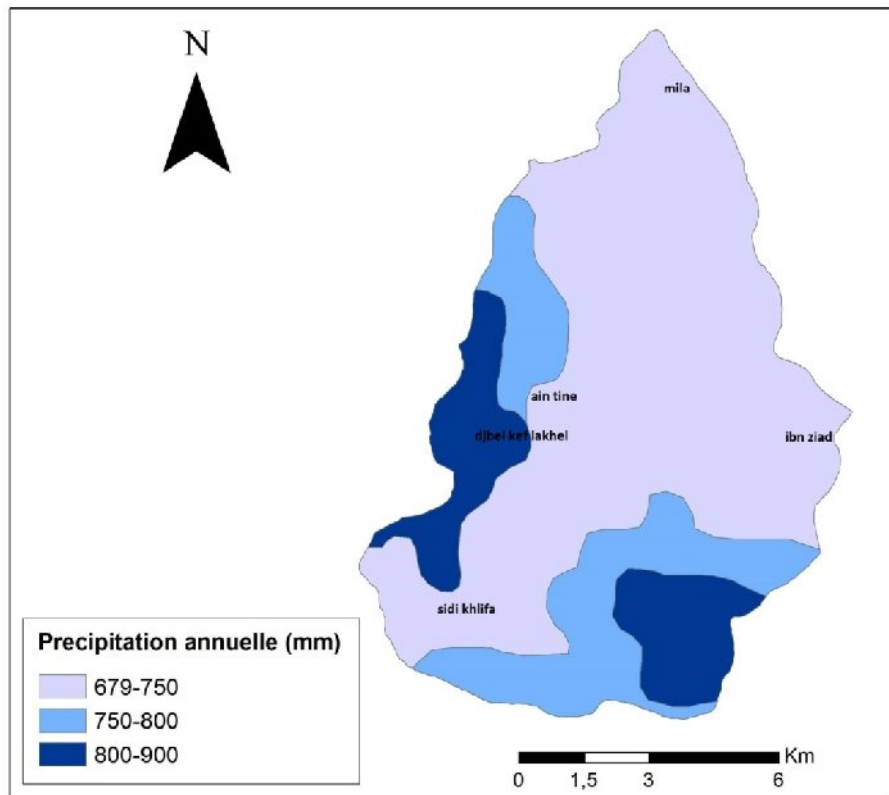 N
mila
ain tine
djbel kef lakhel
ibn ziad
sidi khlifa
Precipitation annuelle (mm)
679-750
750-800
800-900
Km
0 1,5 3 6